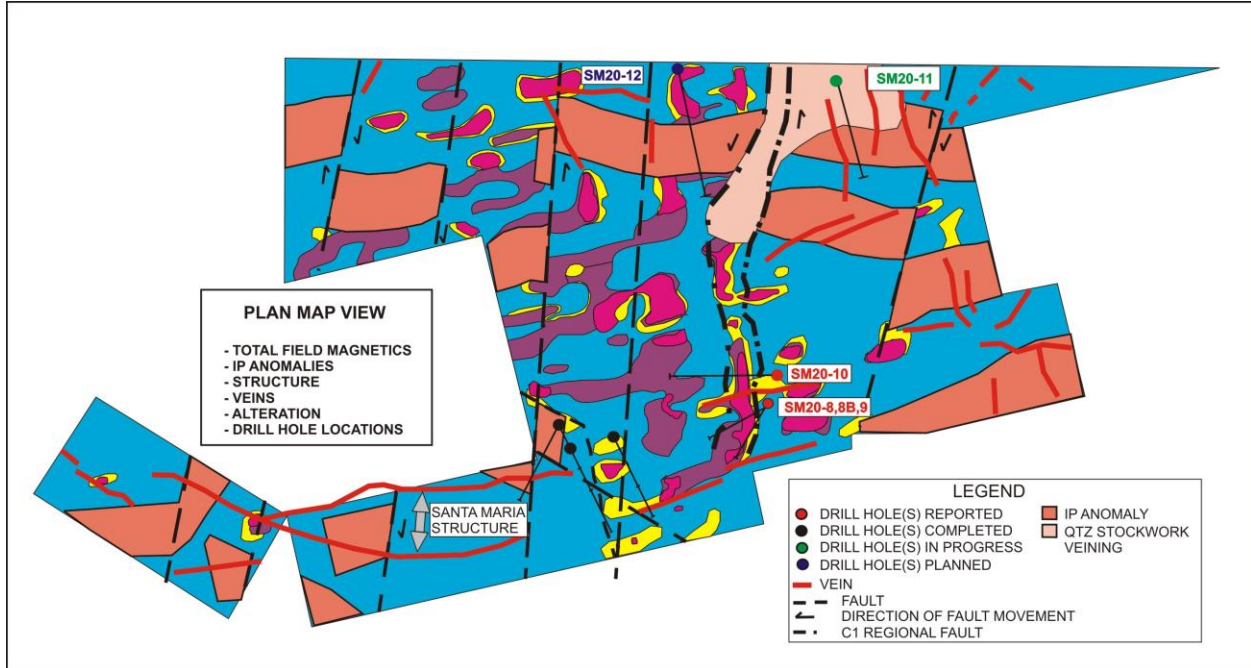 SM20-12
SM20-11
PLAN MAP VIEW
- TOTAL FIELD MAGNETICS
- IP ANOMALIES
- STRUCTURE
- VEINS
- ALTERATION
- DRILL HOLE LOCATIONS
SM20-10
SM20-8,8B,9
SANTA MARIA
STRUCTURE
LEGEND
DRILL HOLE(S) REPORTED
DRILL HOLE(S) COMPLETED
DRILL HOLE(S) IN PROGRESS
DRILL HOLE(S) PLANNED
VEIN
FAULT
DIRECTION OF FAULT MOVEMENT
C1 REGIONAL FAULT
IP ANOMALY
QTZ STOCKWORK
VEINING